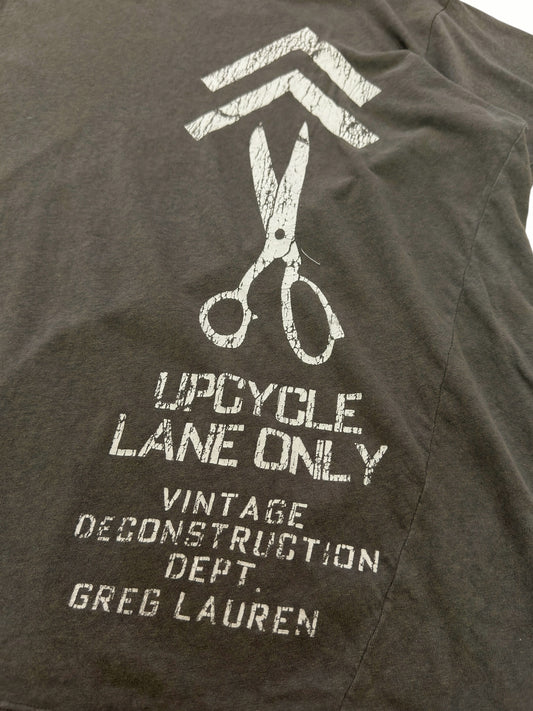 UPCYCLE
LANE ONLY
VINTAGE
DECONSTRUCTION
DEPT.
GREG LAUREN